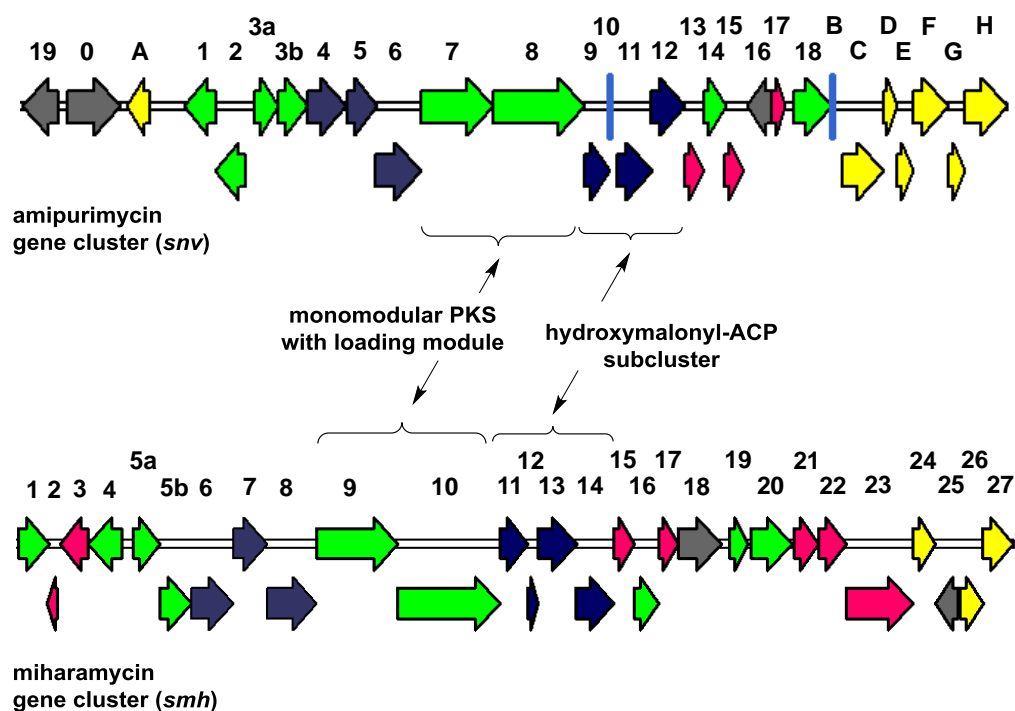 3a 10 13 15 17 B D F H
19 0 A 1 2 3b 4 5 6 7 8 9 11 12 14 16 18 C E G
amipurimycin
gene cluster (snv)
monomodular PKS
with loading module
hydroxymalonyl-ACP
subcluster
5a 12 15 17 19 21 24 26
1 2 3 4 5b 6 7 8 9 10 11 13 14 16 18 20 22 23 25 27
miharamycin
gene cluster (smh)